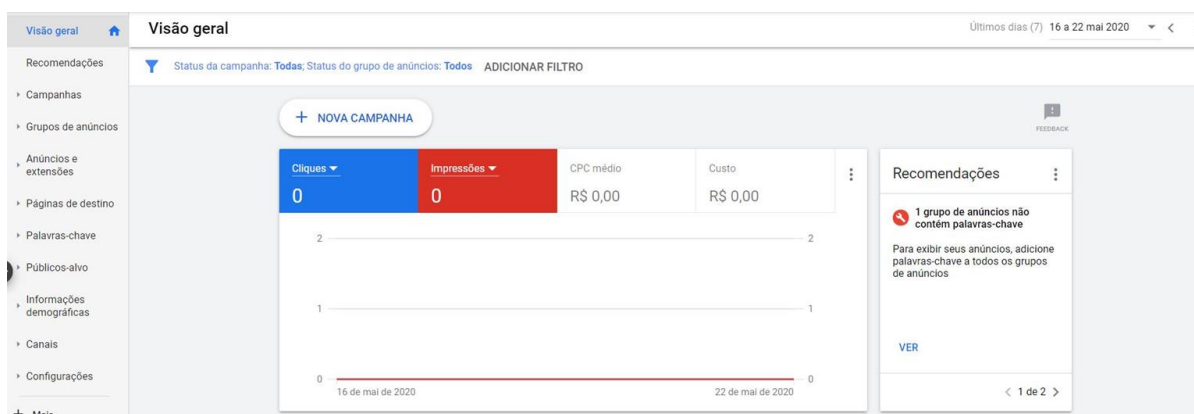 Visão geral
Recomendações
Campanhas
Grupos de anúncios
Anúncios e
extensões
Páginas de destino
Palavras-chave
Públicos-alvo
Informações
demográficas
Canais
Configurações
+ Mais
Visão geral
Últimos dias (7) 16 a 22 mai 2020
Status da campanha: Todas; Status do grupo de anúncios: Todos ADICIONAR FILTRO
+ NOVA CAMPANHA
FEEDBACK
Cliques Impressões CPC médio Custo
0 0 R$ 0,00 R$ 0,00
2 2
1 1
0 0
16 de mai de 2020 22 de mai de 2020
Recomendações
1 grupo de anúncios não
contém palavras-chave
Para exibir seus anúncios, adicione
palavras-chave a todos os grupos
de anúncios
VER
< 1 de 2 >